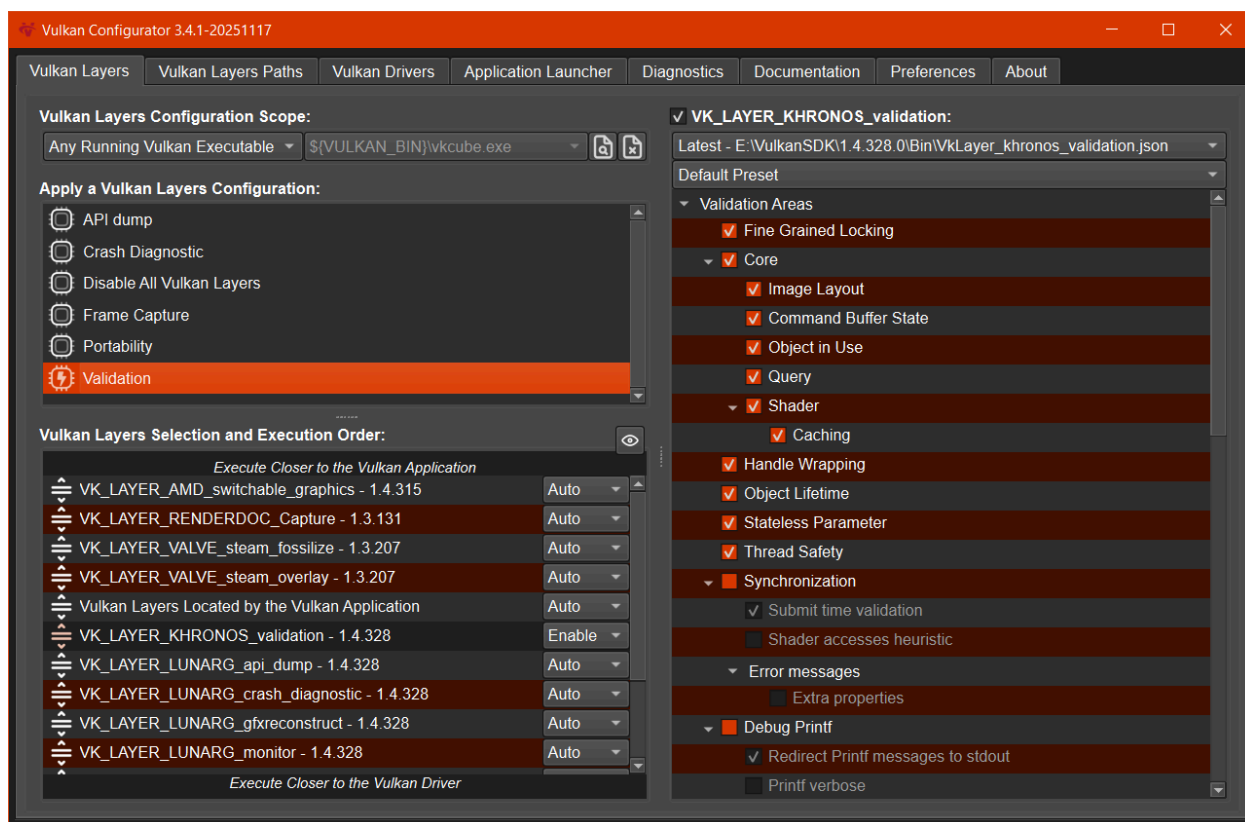 Vulkan Configurator 3.4.1-20251117
Vulkan Layers
Vulkan Layers Paths
Vulkan Drivers
Application Launcher
Diagnostics
Documentation
Preferences
About
Vulkan Layers Configuration Scope:
Any Running Vulkan Executable
${VULKAN_BIN}\vkcube.exe
Apply a Vulkan Layers Configuration:
API dump
Crash Diagnostic
Disable All Vulkan Layers
Frame Capture
Portability
Validation
Vulkan Layers Selection and Execution Order:
Execute Closer to the Vulkan Application
VK_LAYER_AMD_switchable_graphics - 1.4.315 Auto
VK_LAYER_RENDERDOC_Capture - 1.3.131 Auto
VK_LAYER_VALVE_steam_fossilize - 1.3.207 Auto
VK_LAYER_VALVE_steam_overlay - 1.3.207 Auto
Vulkan Layers Located by the Vulkan Application Auto
VK_LAYER_KHRONOS_validation - 1.4.328 Enable
VK_LAYER_LUNARG_api_dump - 1.4.328 Auto
VK_LAYER_LUNARG_crash_diagnostic - 1.4.328 Auto
VK_LAYER_LUNARG_gfxreconstruct - 1.4.328 Auto
VK_LAYER_LUNARG_monitor - 1.4.328 Auto
Execute Closer to the Vulkan Driver
VK_LAYER_KHRONOS_validation:
Latest - E:\VulkanSDK\1.4.328.0\Bin\VkLayer_khronos_validation.json
Default Preset
Validation Areas
Fine Grained Locking
Core
Image Layout
Command Buffer State
Object in Use
Query
Shader
Caching
Handle Wrapping
Object Lifetime
Stateless Parameter
Thread Safety
Synchronization
Submit time validation
Shader accesses heuristic
Error messages
Extra properties
Debug Printf
Redirect Printf messages to stdout
Printf verbose